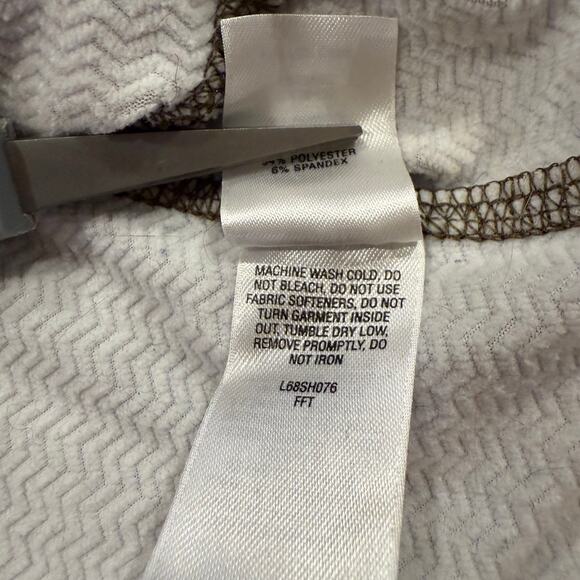 % POLYESTER
6% SPANDEX
MACHINE WASH COLD, DO
NOT BLEACH, DO NOT USE
FABRIC SOFTENERS, DO NOT
TURN GARMENT INSIDE
OUT, TUMBLE DRY LOW,
REMOVE PROMPTLY, DO
NOT IRON
L68SH076
FFT